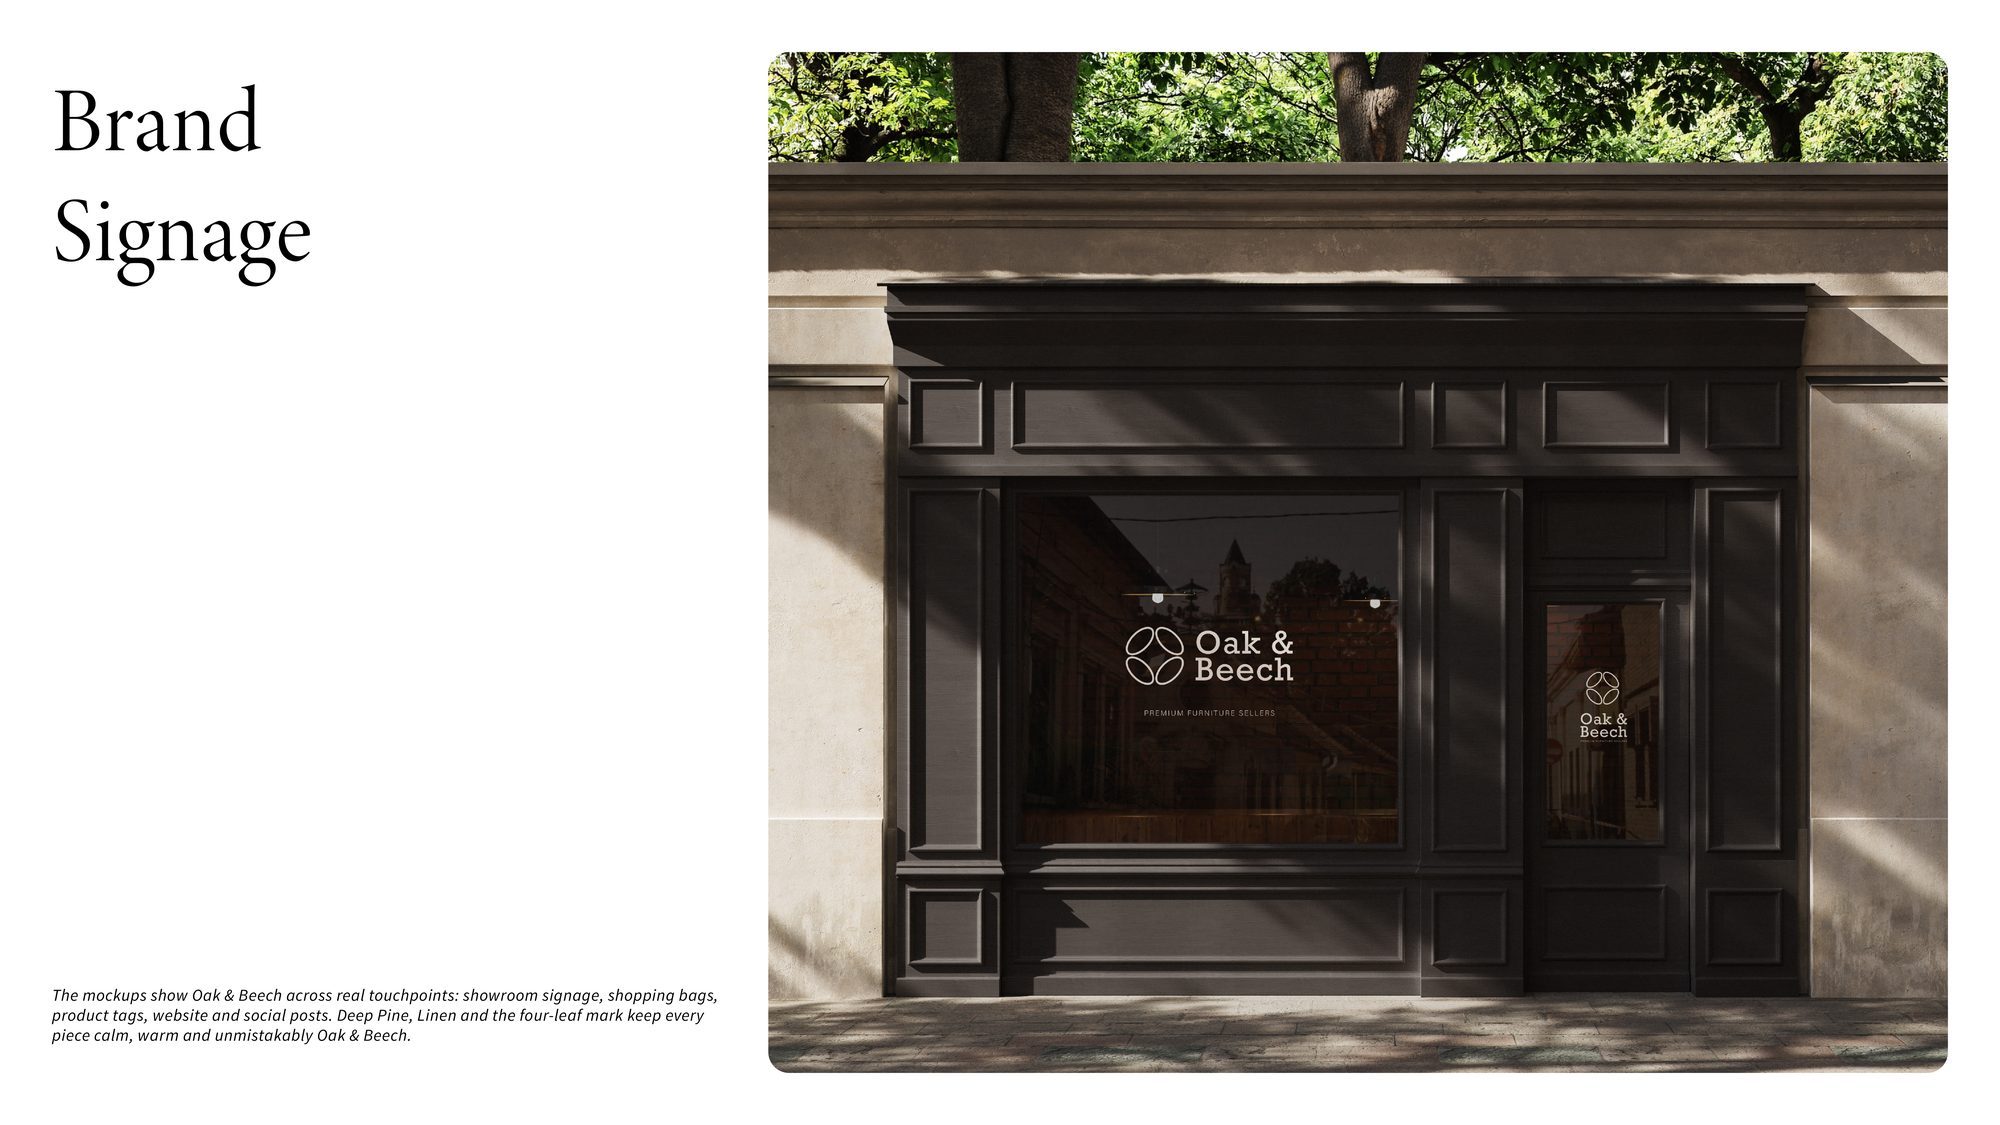 Brand
Signage
Oak &
Beech
PREMIUM FURNITURE SELLERS
Oak &
Beech
The mockups show Oak & Beech across real touchpoints: showroom signage, shopping bags,
product tags, website and social posts. Deep Pine, Linen and the four-leaf mark keep every
piece calm, warm and unmistakably Oak & Beech.